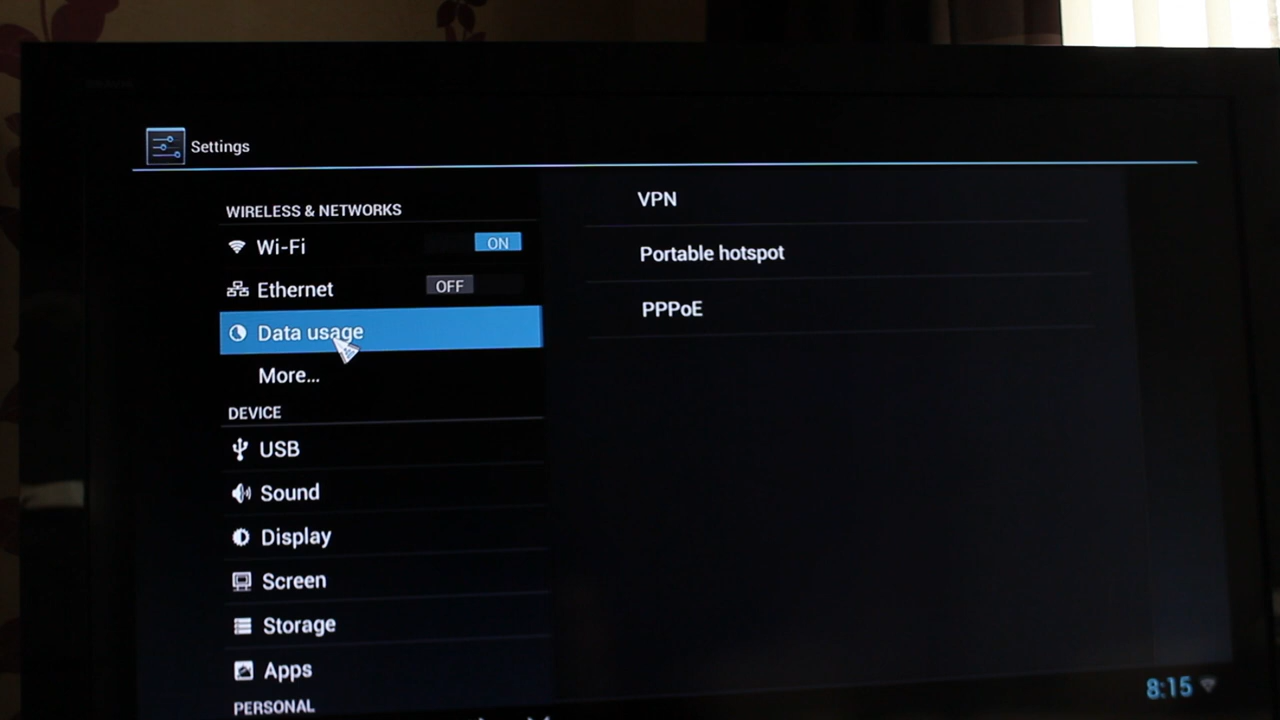 Settings
WIRELESS & NETWORKS
Wi-Fi
ON
Ethernet
OFF
Data usage
More...
DEVICE
USB
Sound
Display
Screen
Storage
Apps
PERSONAL
VPN
Portable hotspot
PPPoE
8:15